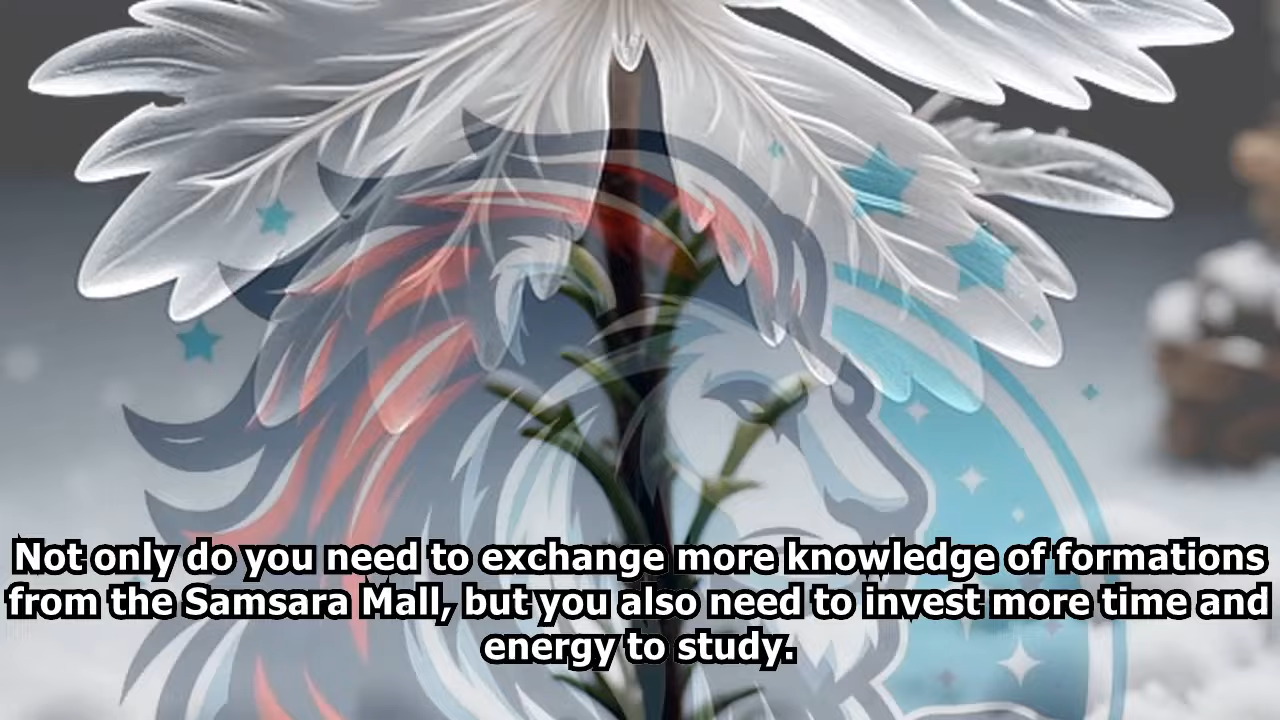 Not only do you need to exchange more knowledge of formations
from the Samsara Mall, but you also need to invest more time and
energy to study.